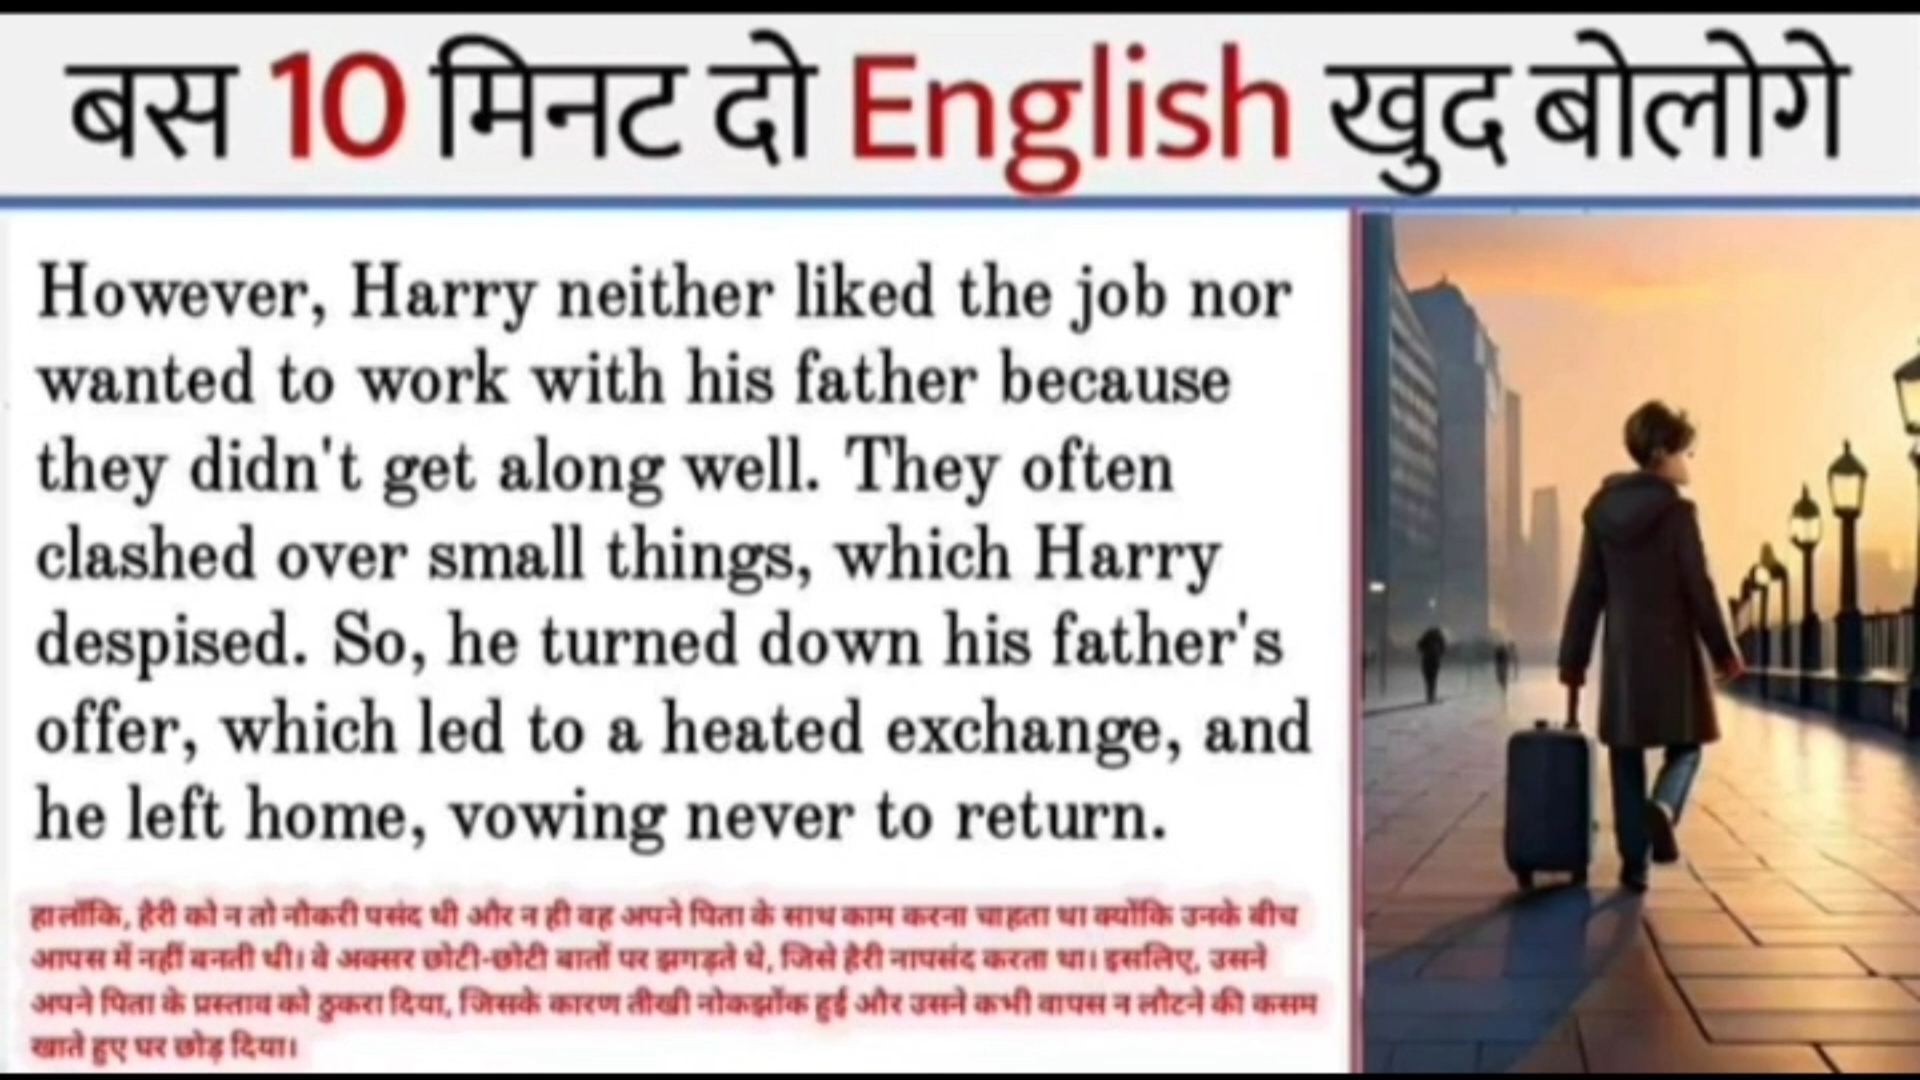 बस 10 मिनट दो English खुद बोलोगे
However, Harry neither liked the job nor
wanted to work with his father because
they didn't get along well. They often
clashed over small things, which Harry
despised. So, he turned down his father's
offer, which led to a heated exchange, and
he left home, vowing never to return.
हालाँकि, हैरी को न तो नौकरी पसंद थी और न ही वह अपने पिता के साथ काम करना चाहता था क्योंकि उनके बीच
आपस में नहीं बनती थी। वे अक्सर छोटी-छोटी बातों पर झगड़ते थे, जिसे हैरी नापसंद करता था। इसलिए, उसने
अपने पिता के प्रस्ताव को ठुकरा दिया, जिसके कारण तीखी नोकझोंक हुई और उसने कभी वापस न लौटने की कसम
खाते हुए घर छोड़ दिया।